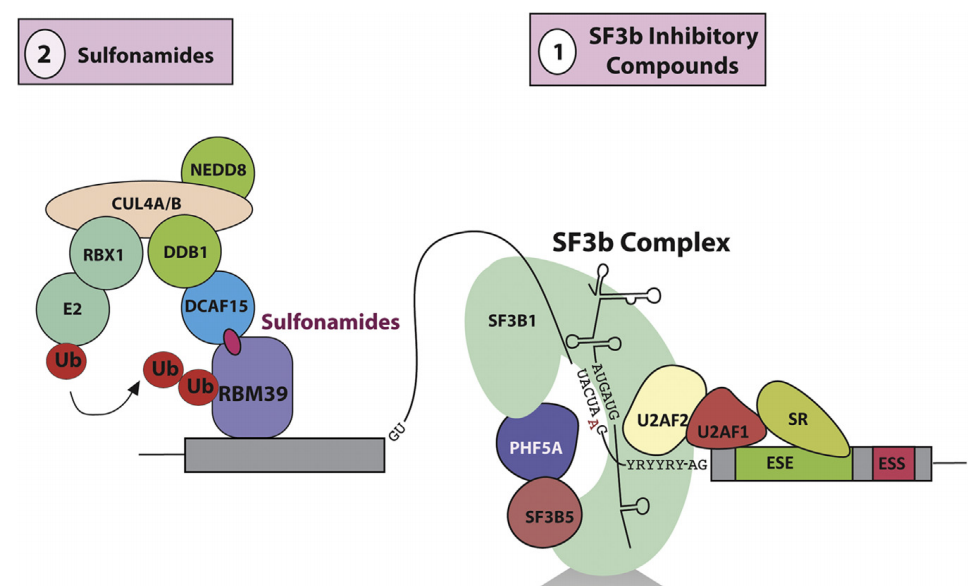 2 Sulfonamides
1 SF3b Inhibitory
Compounds
NEDD8
CUL4A/B
RBX1
DDB1
E2
DCAF15
Sulfonamides
Ub
Ub
Ub
RBM39
GU
SF3b Complex
SF3B1
AUGAUG
UACUA A C
PHF5A
SF3B5
U2AF2
U2AF1
SR
YRYYRY-AG
ESE
ESS